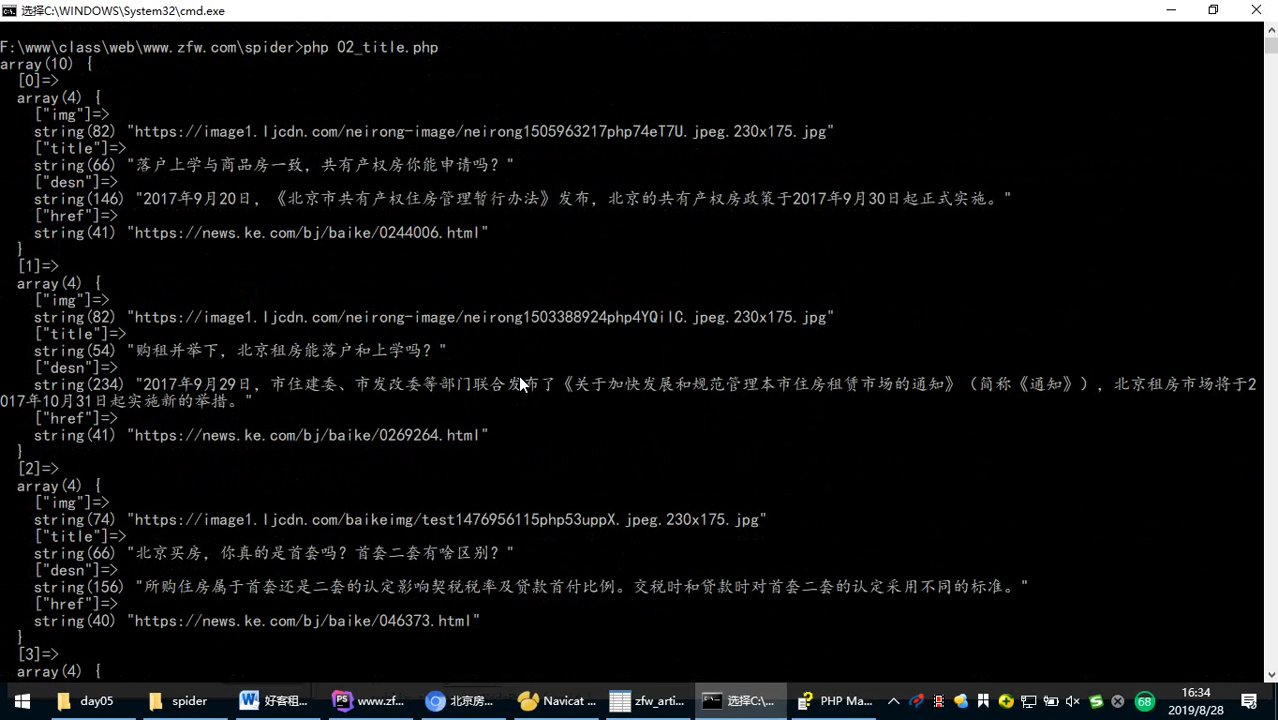 选择C:\WINDOWS\System32\cmd.exe
F:\www\class\web\www.zfw.com\spider>php 02_title.php
array(10) {
[0]=>
array(4) {
["img"]=>
string(82) "https://image1.ljcdn.com/neirong-image/neirong1505963217php74eT7U.jpeg.230x175.jpg"
["title"]=>
string(66) "落户上学与商品房一致，共有产权房你能申请吗？"
["desn"]=>
string(146) "2017年9月20日，《北京市共有产权住房管理暂行办法》发布，北京的共有产权房政策于2017年9月30日起正式实施。"
["href"]=>
string(41) "https://news.ke.com/bj/baike/0244006.html"
}
[1]=>
array(4) {
["img"]=>
string(82) "https://image1.ljcdn.com/neirong-image/neirong1503388924php4YQilC.jpeg.230x175.jpg"
["title"]=>
string(54) "购租并举下，北京租房能落户和上学吗？"
["desn"]=>
string(234) "2017年9月29日，市住建委、市发改委等部门联合发布了《关于加快发展和规范管理本市住房租赁市场的通知》（简称《通知》），北京租房市场将于2
017年10月31日起实施新的举措。"
["href"]=>
string(41) "https://news.ke.com/bj/baike/0269264.html"
}
[2]=>
array(4) {
["img"]=>
string(74) "https://image1.ljcdn.com/baikeimg/test1476956115php53uppX.jpeg.230x175.jpg"
["title"]=>
string(66) "北京买房，你真的是首套吗？首套二套有啥区别？"
["desn"]=>
string(156) "所购住房属于首套还是二套的认定影响契税税率及贷款首付比例。交税时和贷款时对首套二套的认定采用不同的标准。"
["href"]=>
string(40) "https://news.ke.com/bj/baike/046373.html"
}
[3]=>
array(4) {
day05
spider
好客租...
www.zf...
北京房...
Navicat ...
zfw_arti...
选择C:\...
PHP Ma...
68
16:34
2019/8/28